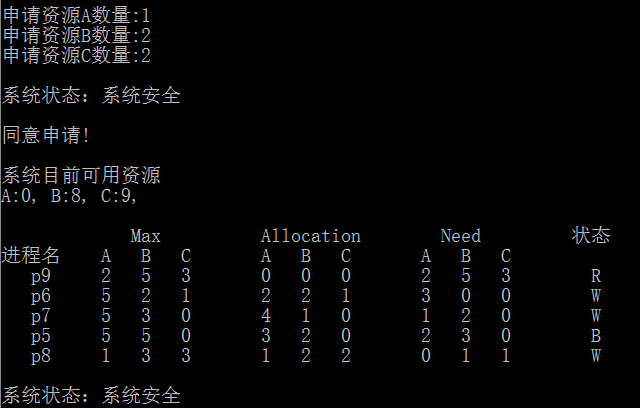 申请资源A数量:1
申请资源B数量:2
申请资源C数量:2
系统状态：系统安全
同意申请!
系统目前可用资源
A:0, B:8, C:9,
Max Allocation Need 状态
进程名 A B C A B C A B C
p9 2 5 3 0 0 0 2 5 3 R
p6 5 2 1 2 2 1 3 0 0 W
p7 5 3 0 4 1 0 1 2 0 W
p5 5 5 0 3 2 0 2 3 0 B
p8 1 3 3 1 2 2 0 1 1 W
系统状态：系统安全